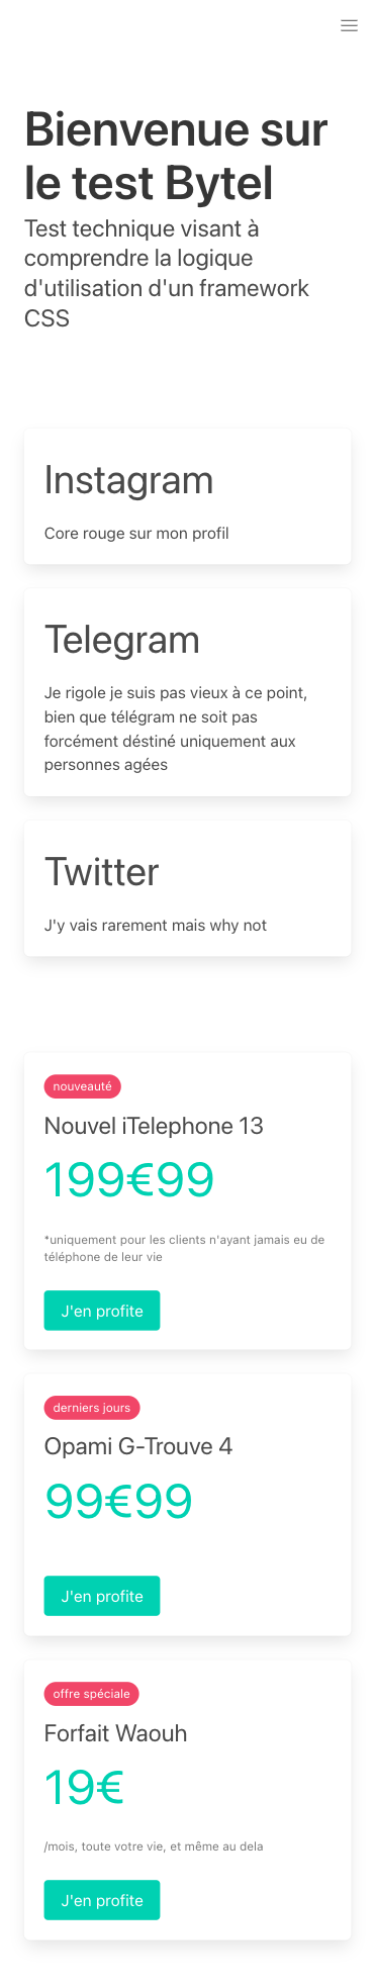 Bienvenue sur
le test Bytel
Test technique visant à
comprendre la logique
d'utilisation d'un framework
CSS
Instagram
Core rouge sur mon profil
Telegram
Je rigole je suis pas vieux à ce point,
bien que télégram ne soit pas
forcément déstiné uniquement aux
personnes agées
Twitter
J'y vais rarement mais why not
nouveauté
Nouvel iTelephone 13
199€99
*uniquement pour les clients n'ayant jamais eu de
téléphone de leur vie
J'en profite
derniers jours
Opami G-Trouve 4
99€99
J'en profite
offre spéciale
Forfait Waouh
19€
/mois, toute votre vie, et même au dela
J'en profite